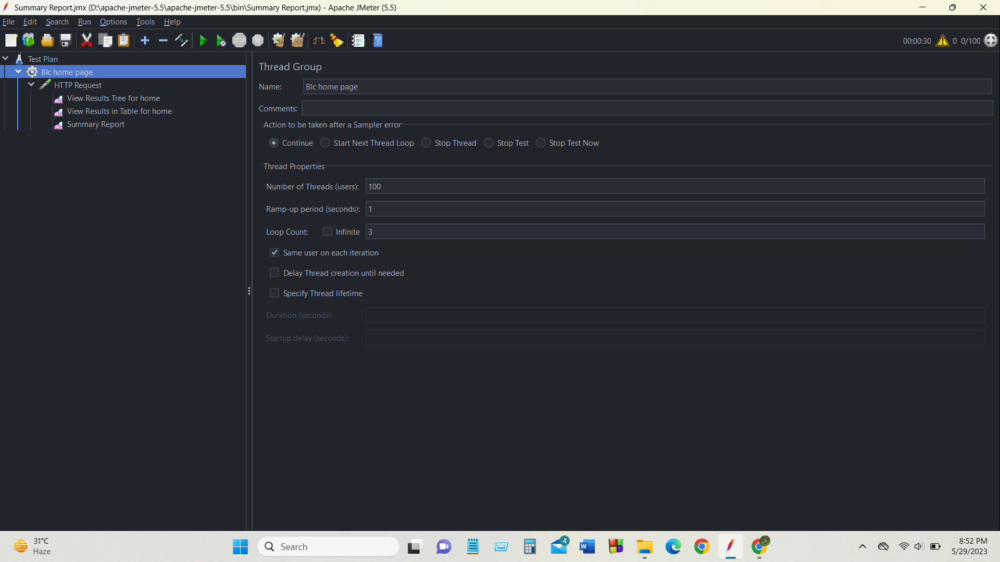 Summary Report.jmx (D:\apache-jmeter-5.5\apache-jmeter-5.5\bin\Summary Report.jmx) - Apache JMeter (5.5)
File Edit Search Run Options Tools Help
STOP 00:00:30 0 0/100
Test Plan
Blc home page
HTTP Request
View Results Tree for home
View Results in Table for home
Summary Report
Thread Group
Name: Blc home page
Comments:
Action to be taken after a Sampler error
Continue Start Next Thread Loop Stop Thread Stop Test Stop Test Now
Thread Properties
Number of Threads (users): 100
Ramp-up period (seconds): 1
Loop Count: Infinite 3
Same user on each iteration
Delay Thread creation until needed
Specify Thread lifetime
Duration (seconds):
Startup delay (seconds):
31°C
Haze
Search
4
W
8:52 PM
5/29/2023